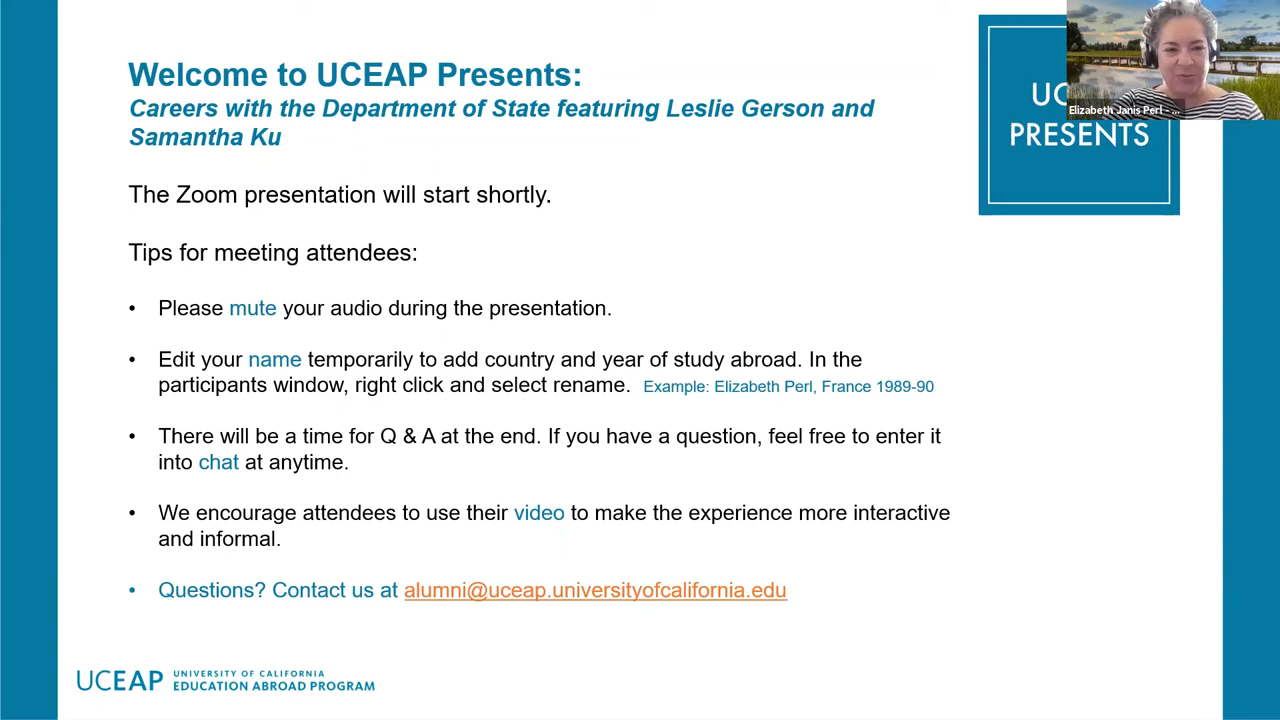 Welcome to UCEAP Presents:
Careers with the Department of State featuring Leslie Gerson and
Samantha Ku
The Zoom presentation will start shortly.
Tips for meeting attendees:
• Please mute your audio during the presentation.
• Edit your name temporarily to add country and year of study abroad. In the
participants window, right click and select rename. Example: Elizabeth Perl, France 1989-90
• There will be a time for Q & A at the end. If you have a question, feel free to enter it
into chat at anytime.
• We encourage attendees to use their video to make the experience more interactive
and informal.
• Questions? Contact us at alumni@uceap.universityofcalifornia.edu
UCEAP UNIVERSITY OF CALIFORNIA
EDUCATION ABROAD PROGRAM
Elizabeth Janis Perl - ...
PRESENTS